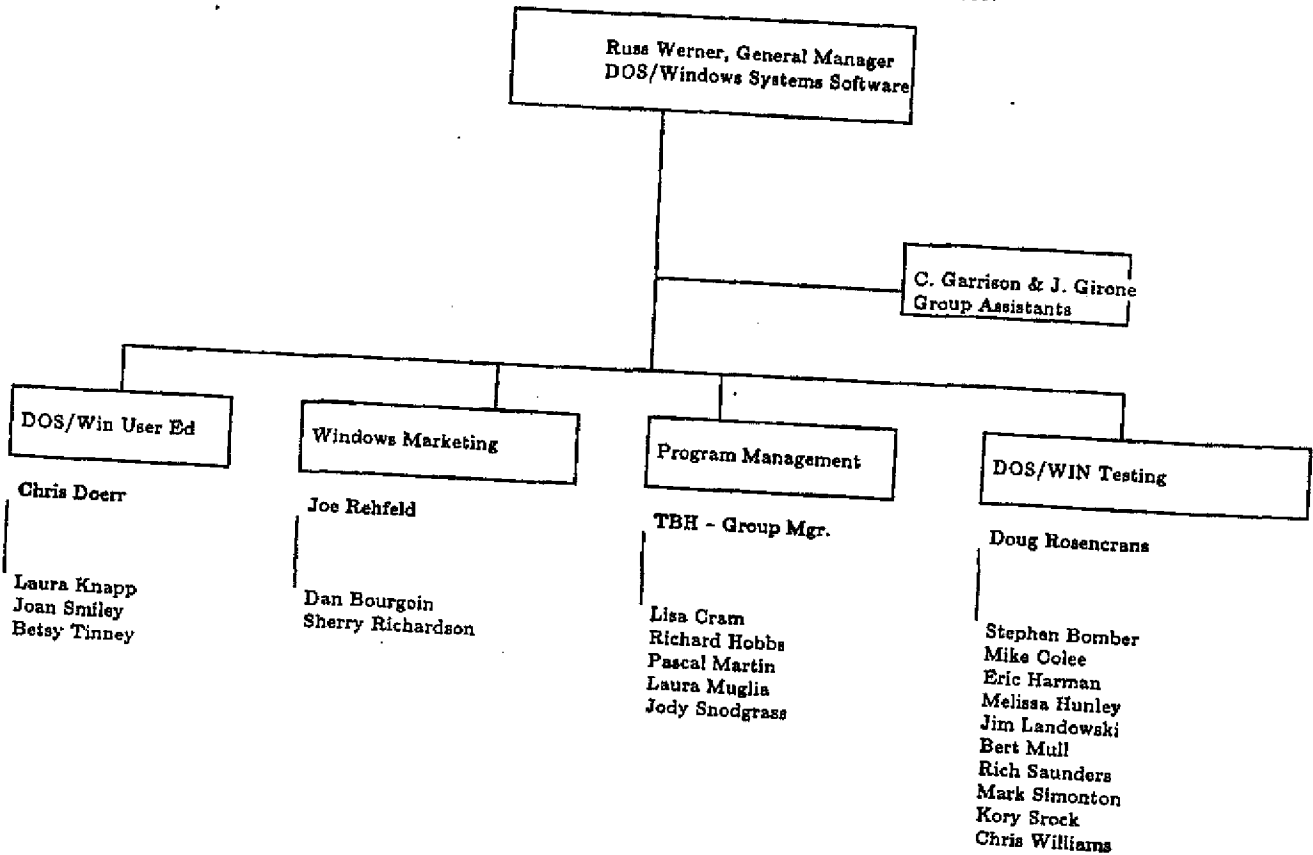 Russ Werner, General Manager
DOS/Windows Systems Software
C. Garrison & J. Girone
Group Assistants
DOS/Win User Ed
Chris Doerr
Laura Knapp
Joan Smiley
Betsy Tinney
Windows Marketing
Joe Rehfeld
Dan Bourgoin
Sherry Richardson
Program Management
TBH - Group Mgr.
Lisa Cram
Richard Hobbs
Pascal Martin
Laura Muglia
Jody Snodgrass
DOS/WIN Testing
Doug Rosencrans
Stephen Bomber
Mike Colee
Eric Harman
Melissa Hunley
Jim Landowski
Bert Mull
Rich Saunders
Mark Simonton
Kory Srock
Chris Williams